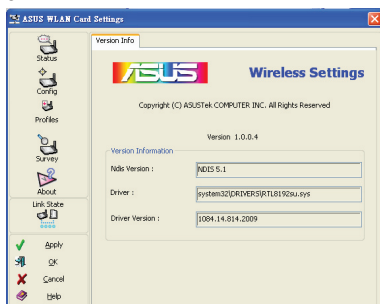 ASUS WLAN Card Settings
Status
Config
Profiles
Survey
About
Link State
Apply
OK
Cancel
Help
Version Info
ASUS
Wireless Settings
Copyright (C) ASUSTek COMPUTER INC. All Rights Reserved
Version 1.0.0.4
Version Information
Ndis Version : NDIS 5.1
Driver : system32\DRIVERS\RTL8192su.sys
Driver Version : 1084.14.814.2009